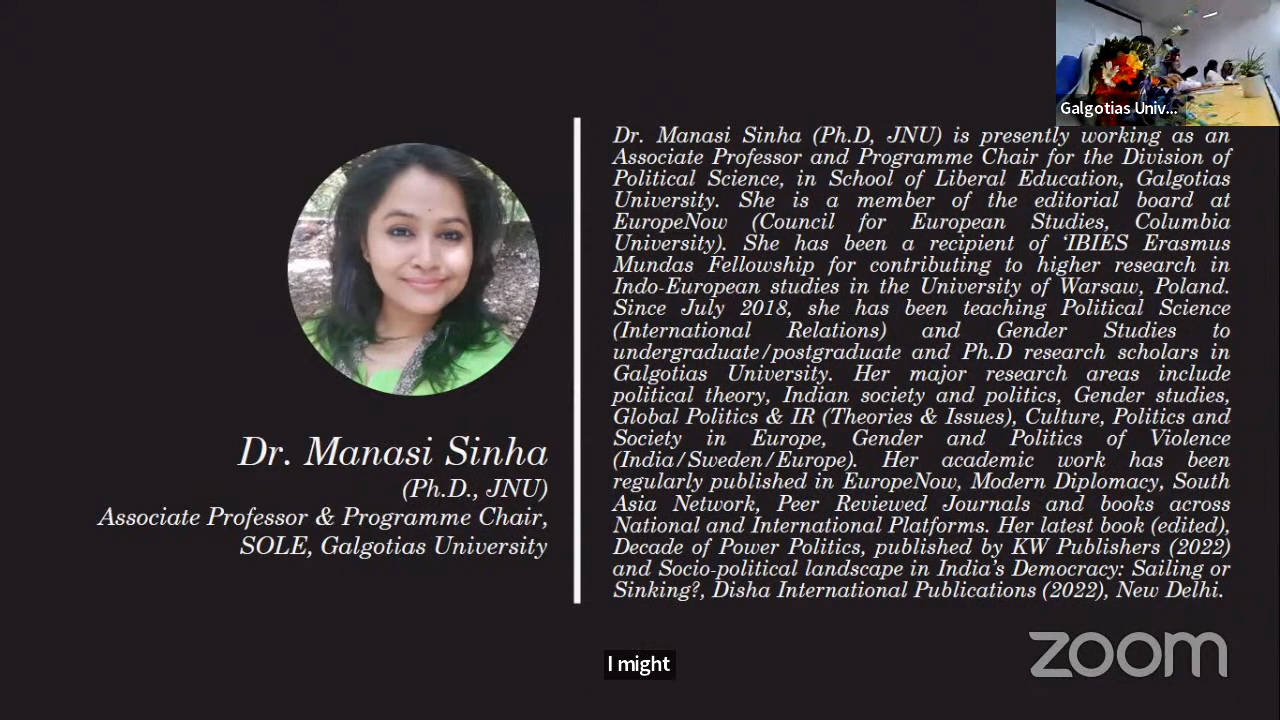 Galgotias Univ...
Dr. Manasi Sinha (Ph.D, JNU) is presently working as an
Associate Professor and Programme Chair for the Division of
Political Science, in School of Liberal Education, Galgotias
University. She is a member of the editorial board at
EuropeNow (Council for European Studies, Columbia
University). She has been a recipient of ‘IBIES Erasmus
Mundas Fellowship for contributing to higher research in
Indo-European studies in the University of Warsaw, Poland.
Since July 2018, she has been teaching Political Science
(International Relations) and Gender Studies to
undergraduate/postgraduate and Ph.D research scholars in
Galgotias University. Her major research areas include
political theory, Indian society and politics, Gender studies,
Global Politics & IR (Theories & Issues), Culture, Politics and
Society in Europe, Gender and Politics of Violence
(India/Sweden/Europe). Her academic work has been
regularly published in EuropeNow, Modern Diplomacy, South
Asia Network, Peer Reviewed Journals and books across
National and International Platforms. Her latest book (edited),
Decade of Power Politics, published by KW Publishers (2022)
and Socio-political landscape in India’s Democracy: Sailing or
Sinking?, Disha International Publications (2022), New Delhi.
Dr. Manasi Sinha
(Ph.D., JNU)
Associate Professor & Programme Chair,
SOLE, Galgotias University
I might
zoom